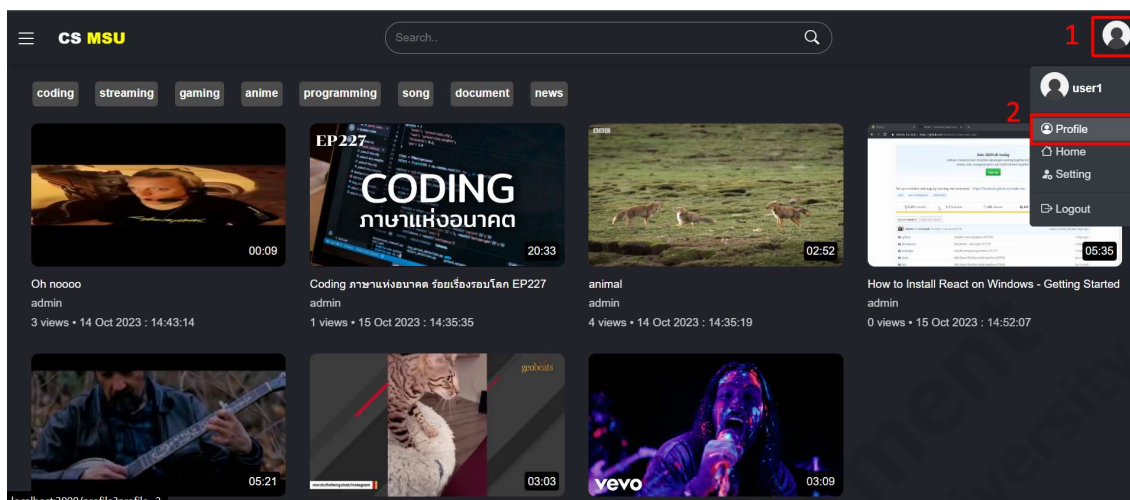 CS MSU
Search..
1
user1
2
Profile
Home
Setting
Logout
coding streaming gaming anime programming song document news
00:09
EP227
CODING
ภาษาแห่งอนาคต
20:33
BBC
02:52
Join GitHub today
05:35
Oh noooo
admin
3 views • 14 Oct 2023 : 14:43:14
Coding ภาษาแห่งอนาคต ร้อยเรื่องรอบโลก EP227
admin
1 views • 15 Oct 2023 : 14:35:35
animal
admin
4 views • 14 Oct 2023 : 14:35:19
How to Install React on Windows - Getting Started
admin
0 views • 15 Oct 2023 : 14:52:07
05:21
geobeats
03:03
vevo
03:09